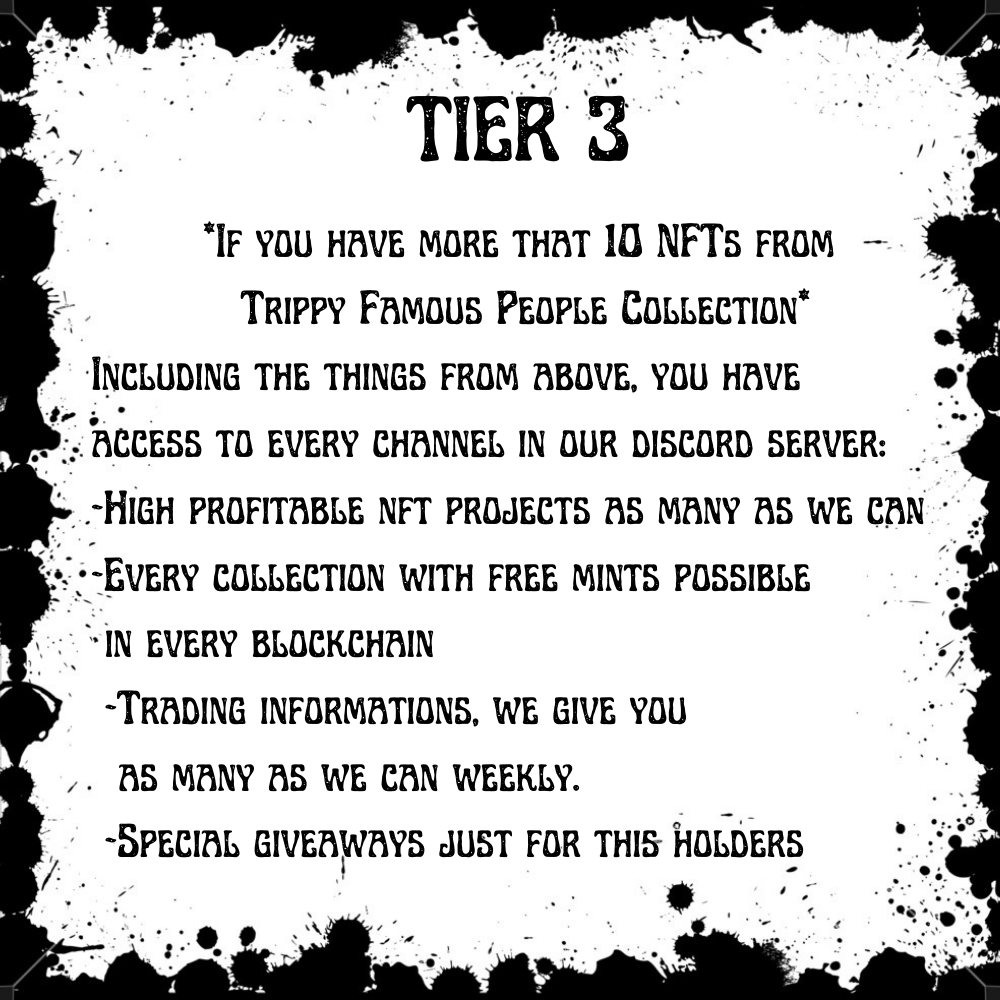 TIER 3
*If you have more that 10 NFTs from
Trippy Famous People Collection*
Including the things from above, you have
access to every channel in our discord server:
-High profitable nft projects as many as we can
-Every collection with free mints possible
in every blockchain
-Trading informations, we give you
as many as we can weekly.
-Special giveaways just for this holders